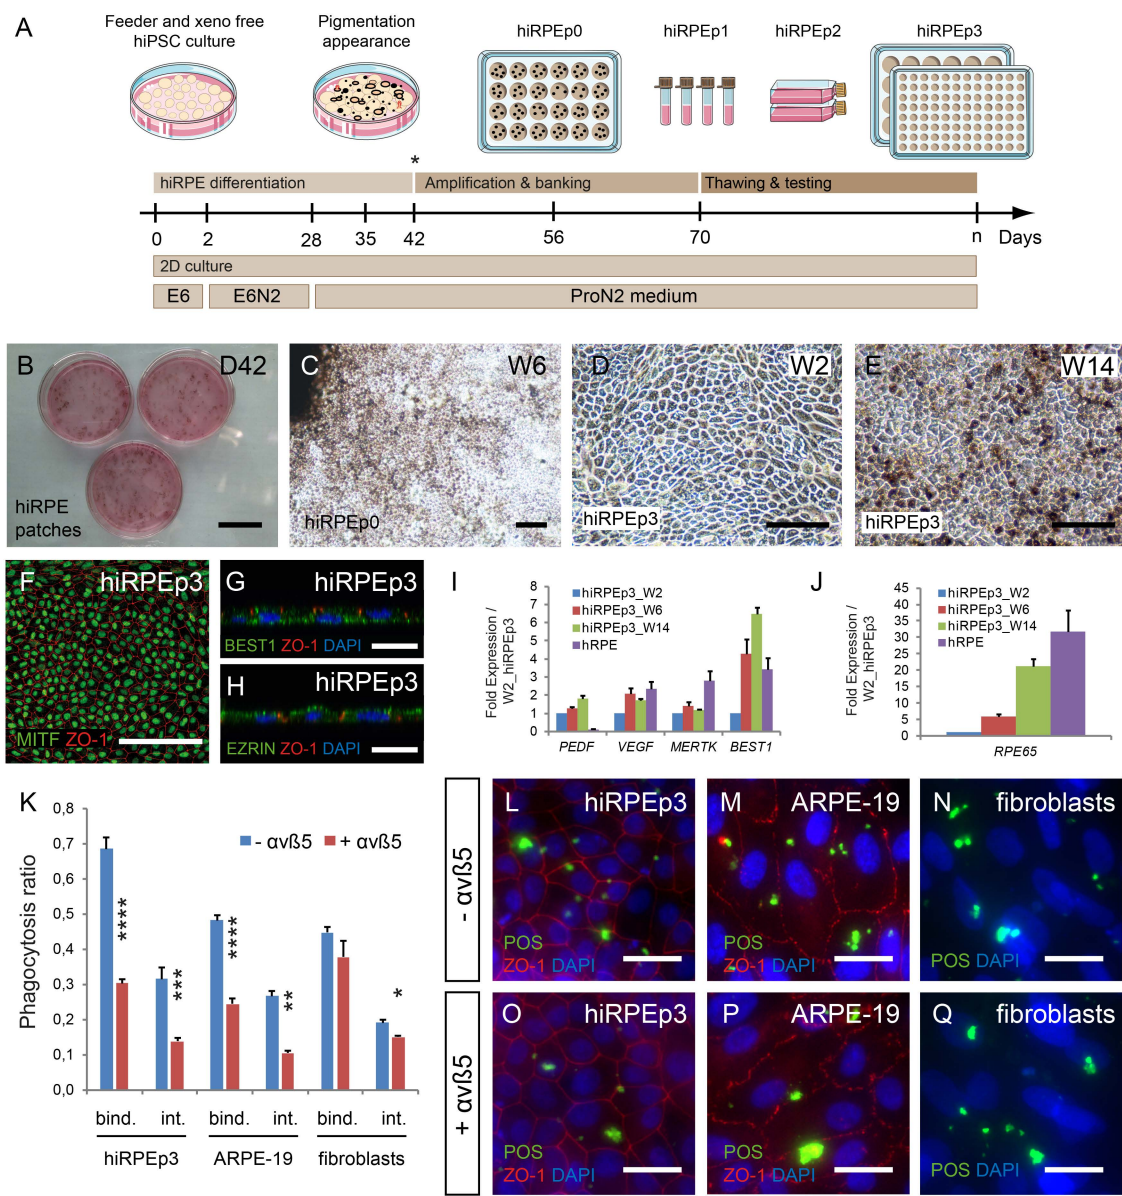 A
Feeder and xeno free
hiPSC culture
Pigmentation
appearance
hiRPEp0
hiRPEp1
hiRPEp2
hiRPEp3
*
hiRPE differentiation
Amplification & banking
Thawing & testing
0 2 28 35 42 56 70 n Days
2D culture
E6 E6N2 ProN2 medium
B D42
hiRPE
patches
C W6
hiRPEp0
D W2
hiRPEp3
E W14
hiRPEp3
F hiRPEp3
MITF ZO-1
G hiRPEp3
BEST1 ZO-1 DAPI
H hiRPEp3
EZRIN ZO-1 DAPI
I
Fold Expression /
W2_hiRPEp3
8
7
6
5
4
3
2
1
0
hiRPEp3_W2
hiRPEp3_W6
hiRPEp3_W14
hRPE
PEDF VEGF MERTK BEST1
J
Fold Expression /
W2_hiRPEp3
45
40
35
30
25
20
15
10
5
0
hiRPEp3_W2
hiRPEp3_W6
hiRPEp3_W14
hRPE
RPE65
K
Phagocytosis ratio
0,8
0,7
0,6
0,5
0,4
0,3
0,2
0,1
0,0
- αvß5 + αvß5
****
***
****
**
*
bind. int. bind. int. bind. int.
hiRPEp3 ARPE-19 fibroblasts
- αvß5
L hiRPEp3
POS
ZO-1 DAPI
M ARPE-19
POS
ZO-1 DAPI
N fibroblasts
POS DAPI
+ αvß5
O hiRPEp3
POS
ZO-1 DAPI
P ARPE-19
POS
ZO-1 DAPI
Q fibroblasts
POS DAPI